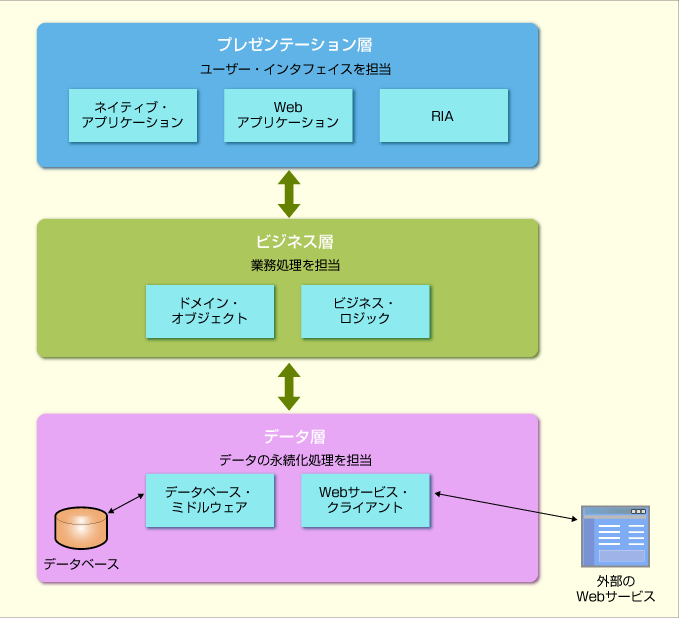 プレゼンテーション層
ユーザー・インタフェイスを担当
ネイティブ・
アプリケーション
Web
アプリケーション
RIA
ビジネス層
業務処理を担当
ドメイン・
オブジェクト
ビジネス・
ロジック
データ層
データの永続化処理を担当
データベース・
ミドルウェア
Webサービス・
クライアント
データベース
外部の
Webサービス